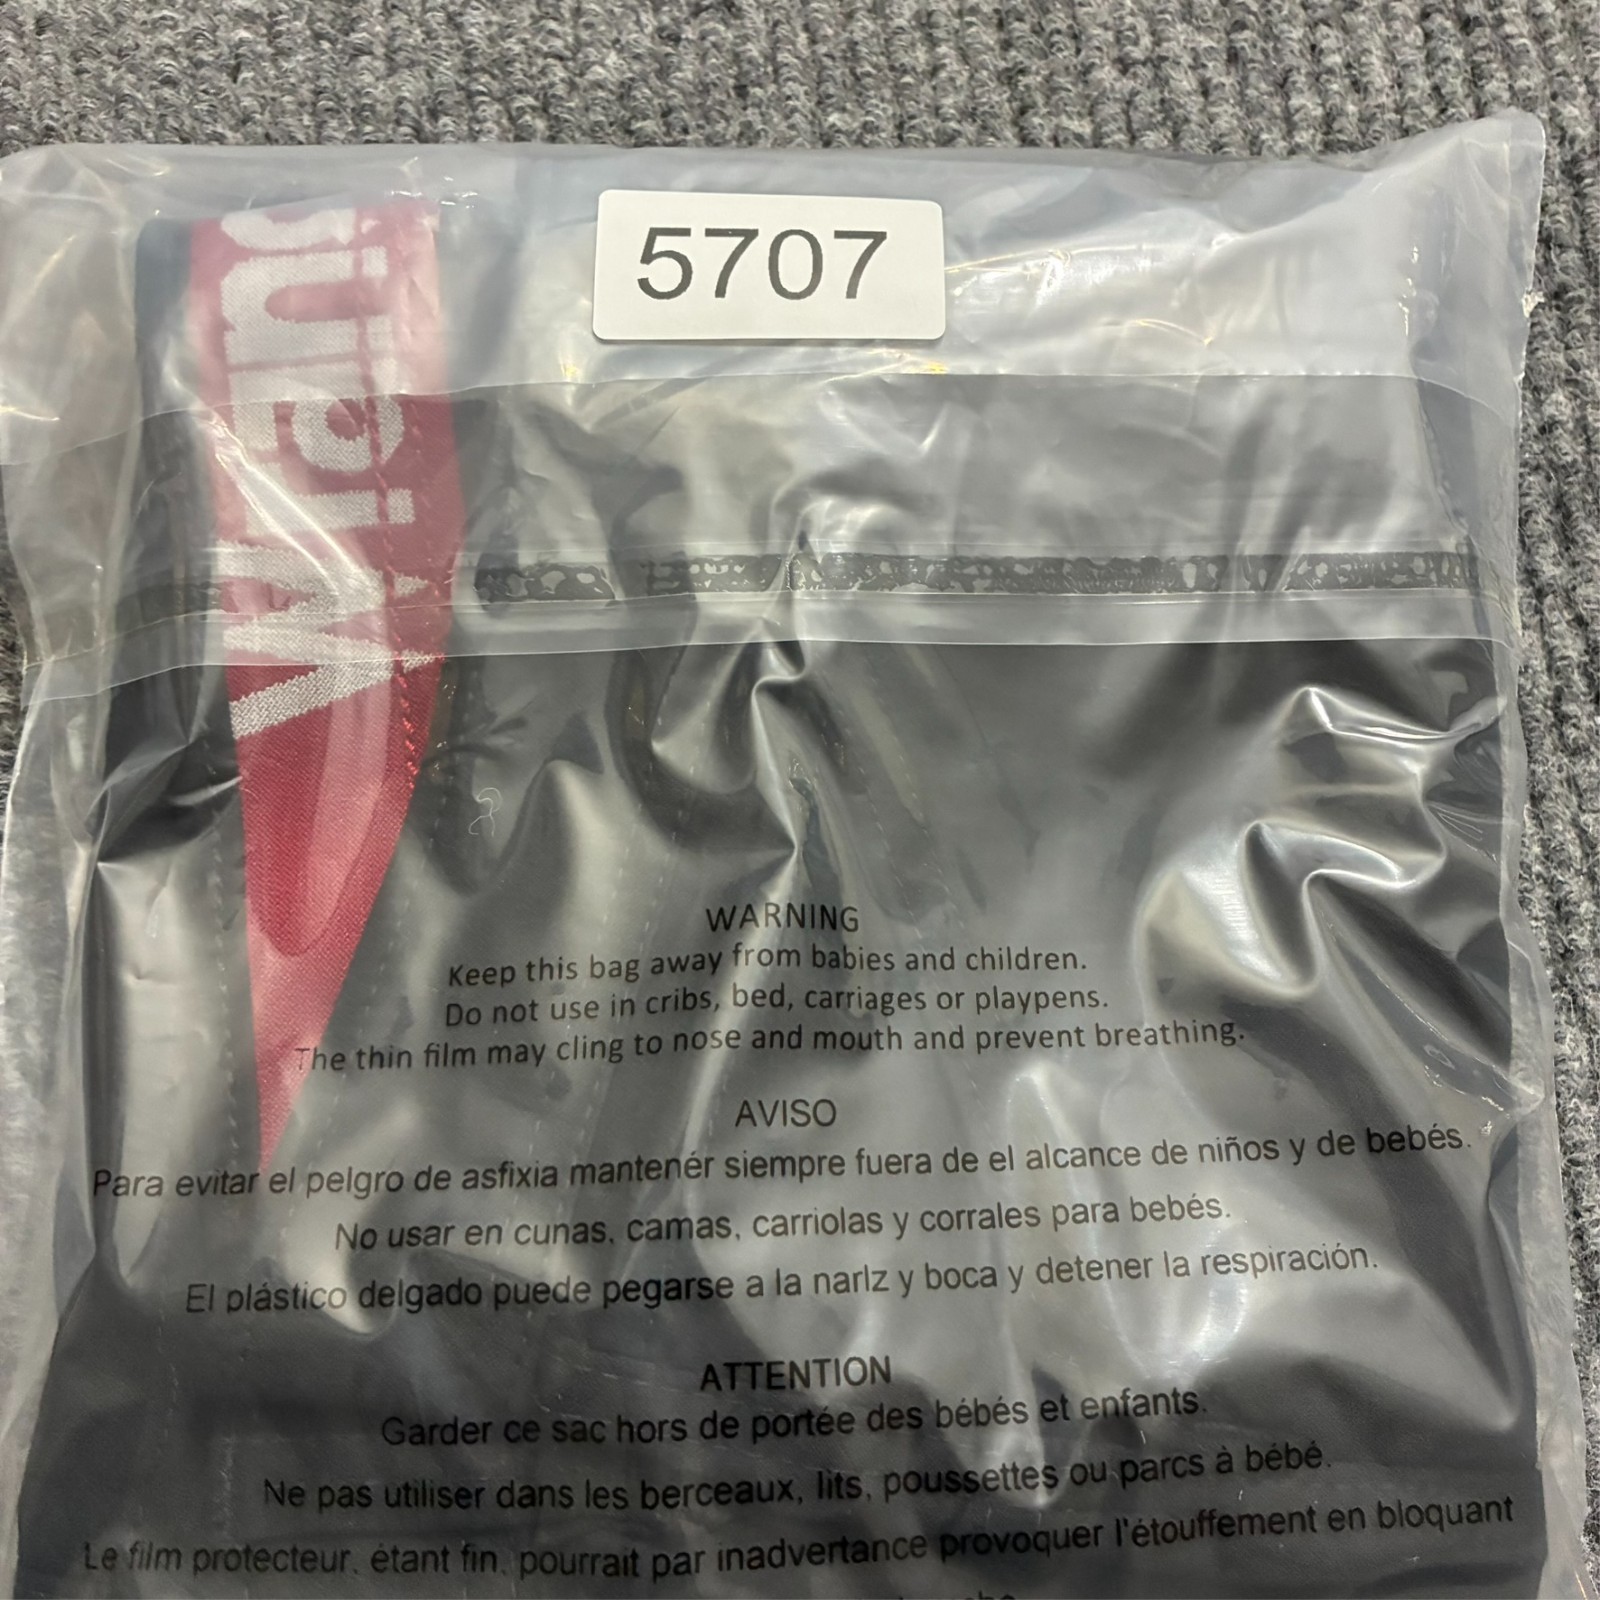 5707
WARNING
Keep this bag away from babies and children.
Do not use in cribs, bed, carriages or playpens.
The thin film may cling to nose and mouth and prevent breathing.
AVISO
Para evitar el pelgro de asfixia mantenér siempre fuera de el alcance de niños y de bebés.
No usar en cunas, camas, carriolas y corrales para bebés.
El plástico delgado puede pegarse a la narlz y boca y detener la respiración.
ATTENTION
Garder ce sac hors de portée des bébés et enfants.
Ne pas utiliser dans les berceaux, lits, poussettes ou parcs à bébé.
Le film protecteur, étant fin, pourrait par inadvertance provoquer l'étouffement en bloquant